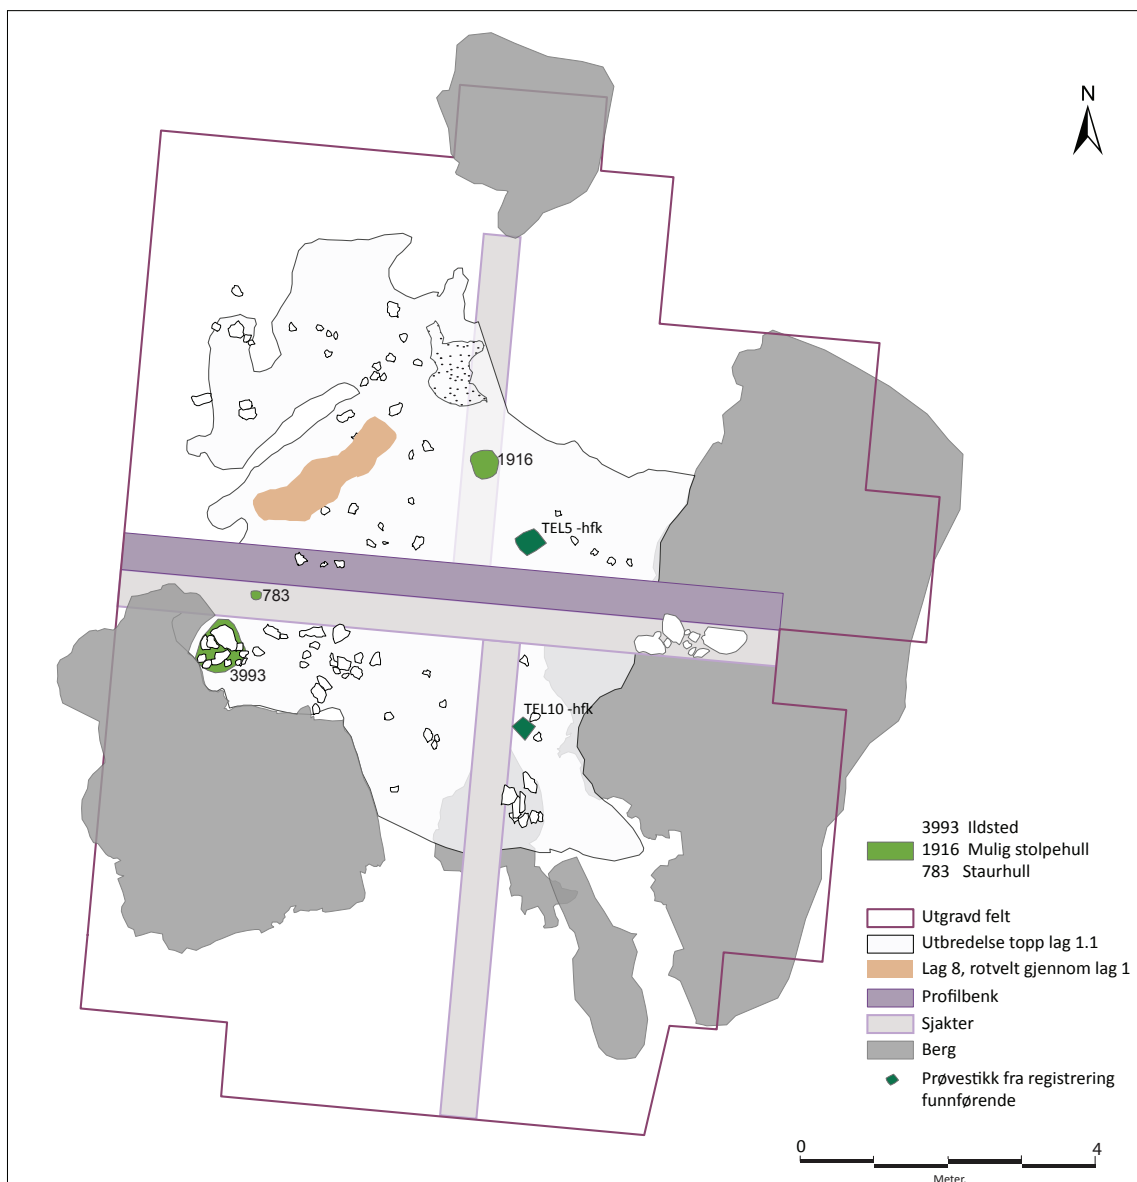 N
1916
TEL5 -hfk
783
3993
TEL10 -hfk
3993 Ildsted
1916 Mulig stolpehull
783 Staurhull
Utgravd felt
Utbredelse topp lag 1.1
Lag 8, rotvelt gjennom lag 1
Profilbenk
Sjakter
Berg
Prøvestikk fra registrering
funnførende
0 4
Meter.